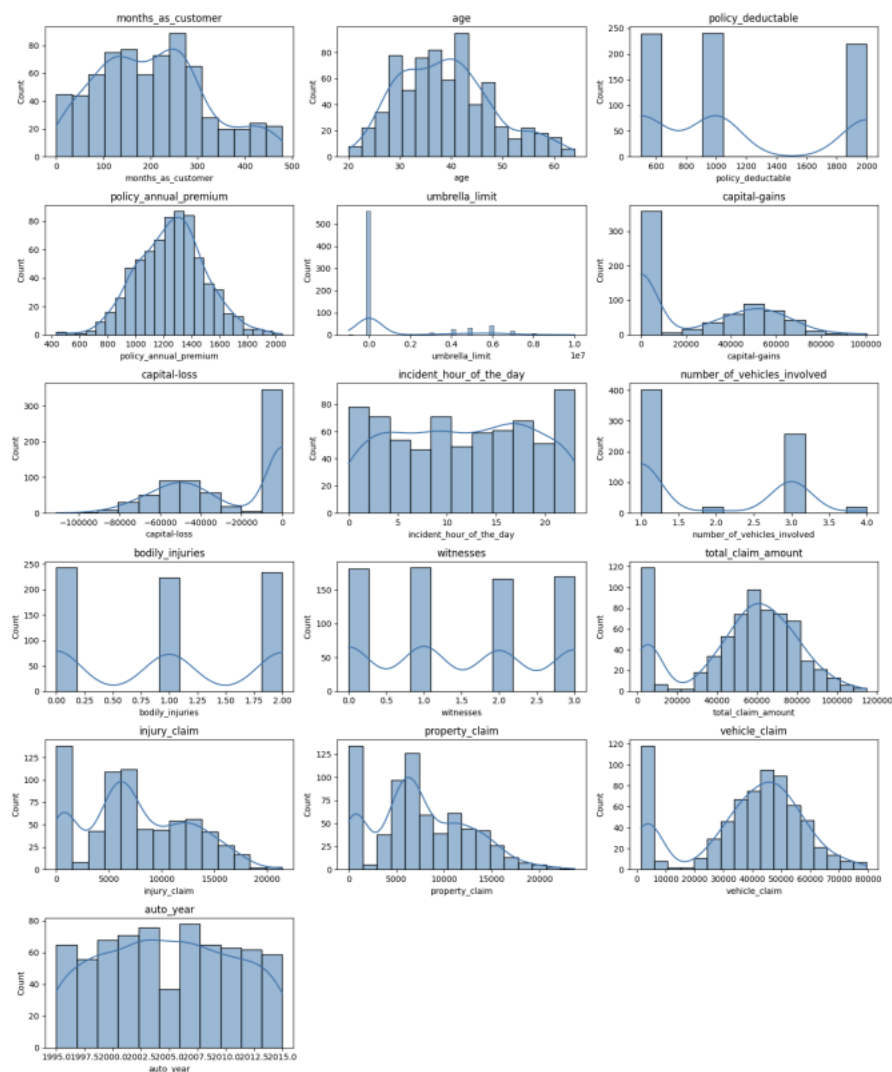 months_as_customer
age
policy_deductable
80
60
40
20
0
Count
0 100 200 300 400 500
months_as_customer
80
60
40
20
0
Count
20 30 40 50 60
age
250
200
150
100
50
0
Count
600 800 1000 1200 1400 1600 1800 2000
policy_deductable
policy_annual_premium
umbrella_limit
capital-gains
80
60
40
20
0
Count
400 600 800 1000 1200 1400 1600 1800 2000
policy_annual_premium
500
400
300
200
100
0
Count
0.0 0.2 0.4 0.6 0.8 1.0
1e7
umbrella_limit
300
200
100
0
Count
0 20000 40000 60000 80000 100000
capital-gains
capital-loss
incident_hour_of_the_day
number_of_vehicles_involved
300
200
100
0
Count
-100000 -80000 -60000 -40000 -20000 0
capital-loss
80
60
40
20
0
Count
0 5 10 15 20
incident_hour_of_the_day
400
300
200
100
0
Count
1.0 1.5 2.0 2.5 3.0 3.5 4.0
number_of_vehicles_involved
bodily_injuries
witnesses
total_claim_amount
250
200
150
100
50
0
Count
0.00 0.25 0.50 0.75 1.00 1.25 1.50 1.75 2.00
bodily_injuries
150
100
50
0
Count
0.0 0.5 1.0 1.5 2.0 2.5 3.0
witnesses
120
100
80
60
40
20
0
Count
0 20000 40000 60000 80000 100000 120000
total_claim_amount
injury_claim
property_claim
vehicle_claim
125
100
75
50
25
0
Count
0 5000 10000 15000 20000
injury_claim
125
100
75
50
25
0
Count
0 5000 10000 15000 20000
property_claim
120
100
80
60
40
20
0
Count
0 10000 20000 30000 40000 50000 60000 70000 80000
vehicle_claim
auto_year
80
60
40
20
0
Count
1995.01997.52000.02002.52005.02007.52010.02012.52015.0
auto_year